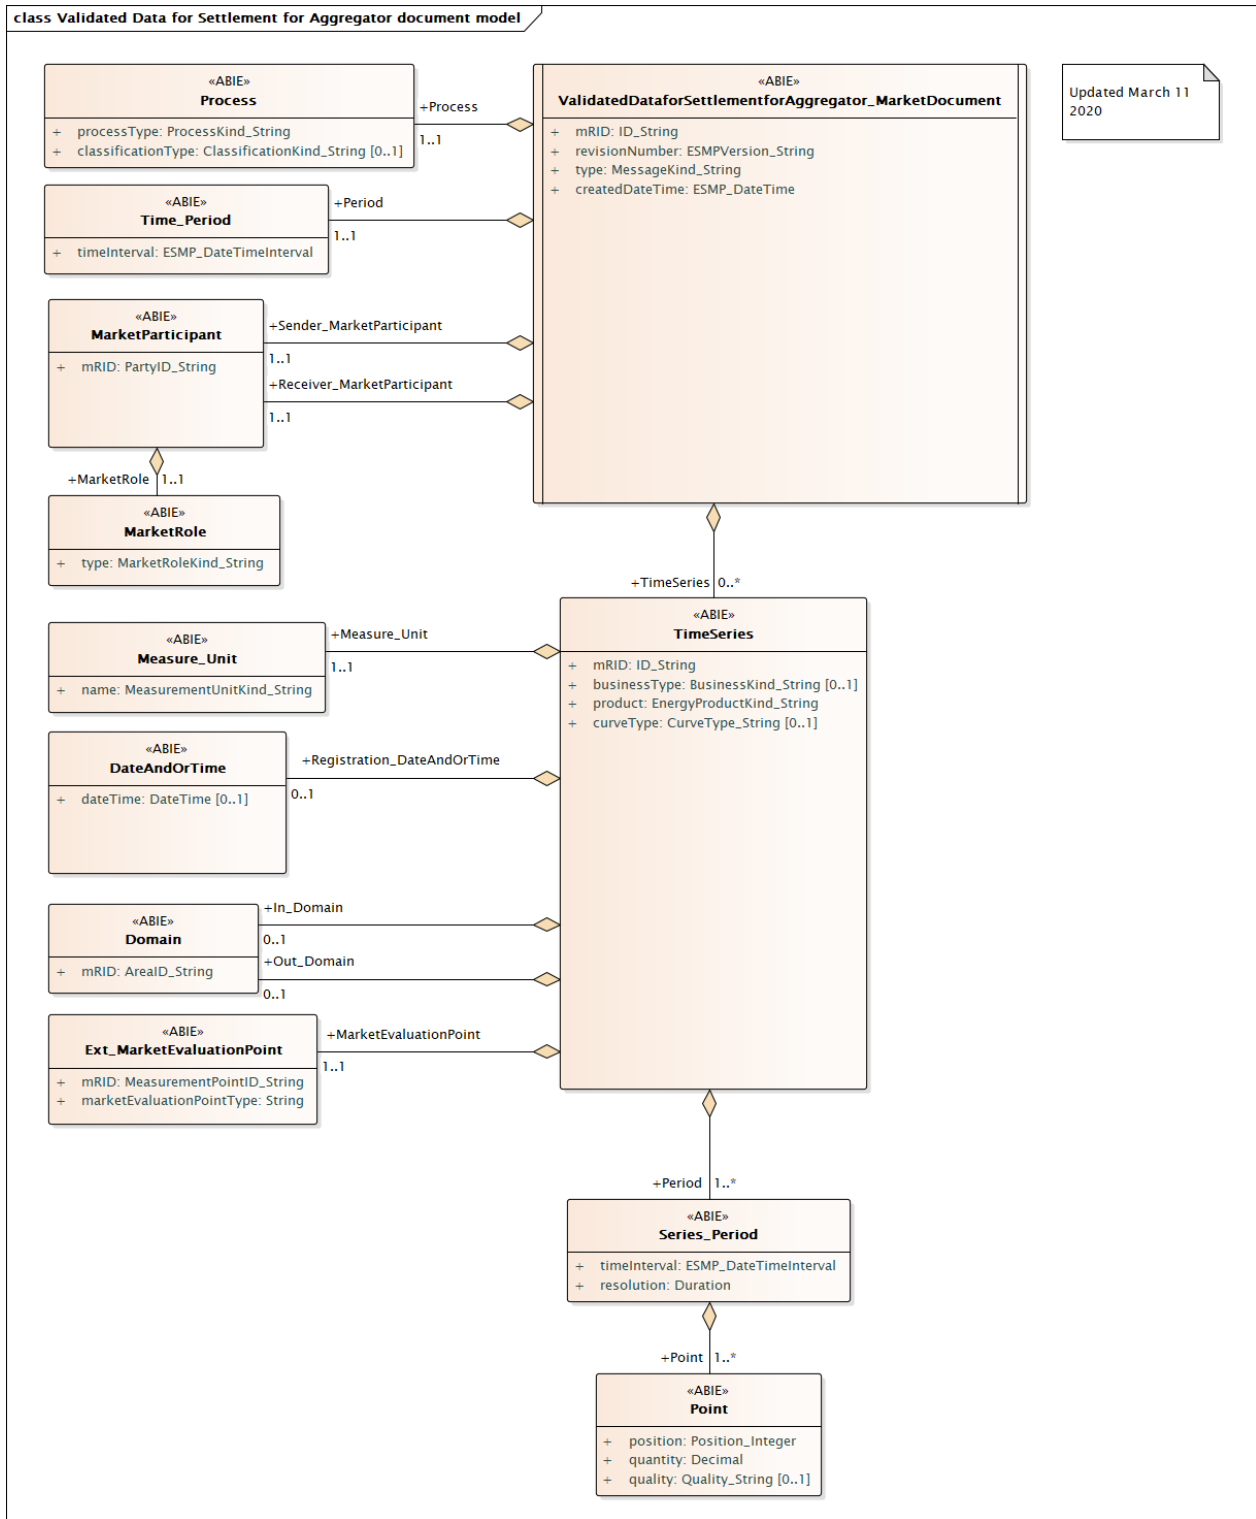 class Validated Data for Settlement for Aggregator document model
«ABIE»
Process
+ processType: ProcessKind_String
+ classificationType: ClassificationKind_String [0..1]
+Process
1..1
«ABIE»
ValidatedDataforSettlementforAggregator_MarketDocument
+ mRID: ID_String
+ revisionNumber: ESMPVersion_String
+ type: MessageKind_String
+ createdDateTime: ESMP_DateTime
Updated March 11
2020
«ABIE»
Time_Period
+ timeInterval: ESMP_DateTimeInterval
+Period
1..1
«ABIE»
MarketParticipant
+ mRID: PartyID_String
+Sender_MarketParticipant
1..1
+Receiver_MarketParticipant
1..1
+MarketRole 1..1
«ABIE»
MarketRole
+ type: MarketRoleKind_String
+TimeSeries 0..*
«ABIE»
TimeSeries
+ mRID: ID_String
+ businessType: BusinessKind_String [0..1]
+ product: EnergyProductKind_String
+ curveType: CurveType_String [0..1]
«ABIE»
Measure_Unit
+ name: MeasurementUnitKind_String
+Measure_Unit
1..1
«ABIE»
DateAndOrTime
+ dateTime: DateTime [0..1]
+Registration_DateAndOrTime
0..1
«ABIE»
Domain
+ mRID: AreaID_String
+In_Domain
0..1
+Out_Domain
0..1
«ABIE»
Ext_MarketEvaluationPoint
+ mRID: MeasurementPointID_String
+ marketEvaluationPointType: String
+MarketEvaluationPoint
1..1
+Period 1..*
«ABIE»
Series_Period
+ timeInterval: ESMP_DateTimeInterval
+ resolution: Duration
+Point 1..*
«ABIE»
Point
+ position: Position_Integer
+ quantity: Decimal
+ quality: Quality_String [0..1]